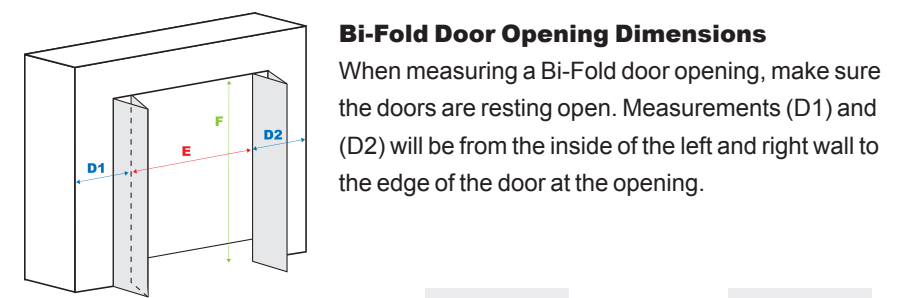 Bi-Fold Door Opening Dimensions
When measuring a Bi-Fold door opening, make sure
the doors are resting open. Measurements (D1) and
(D2) will be from the inside of the left and right wall to
the edge of the door at the opening.
F
D2
E
D1